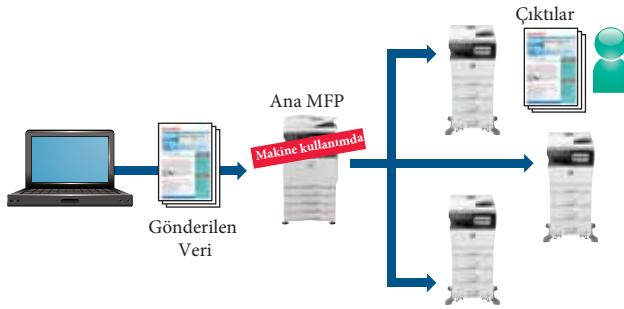 Çıktılar
Ana MFP
Makine kullanımda
Gönderilen
Veri